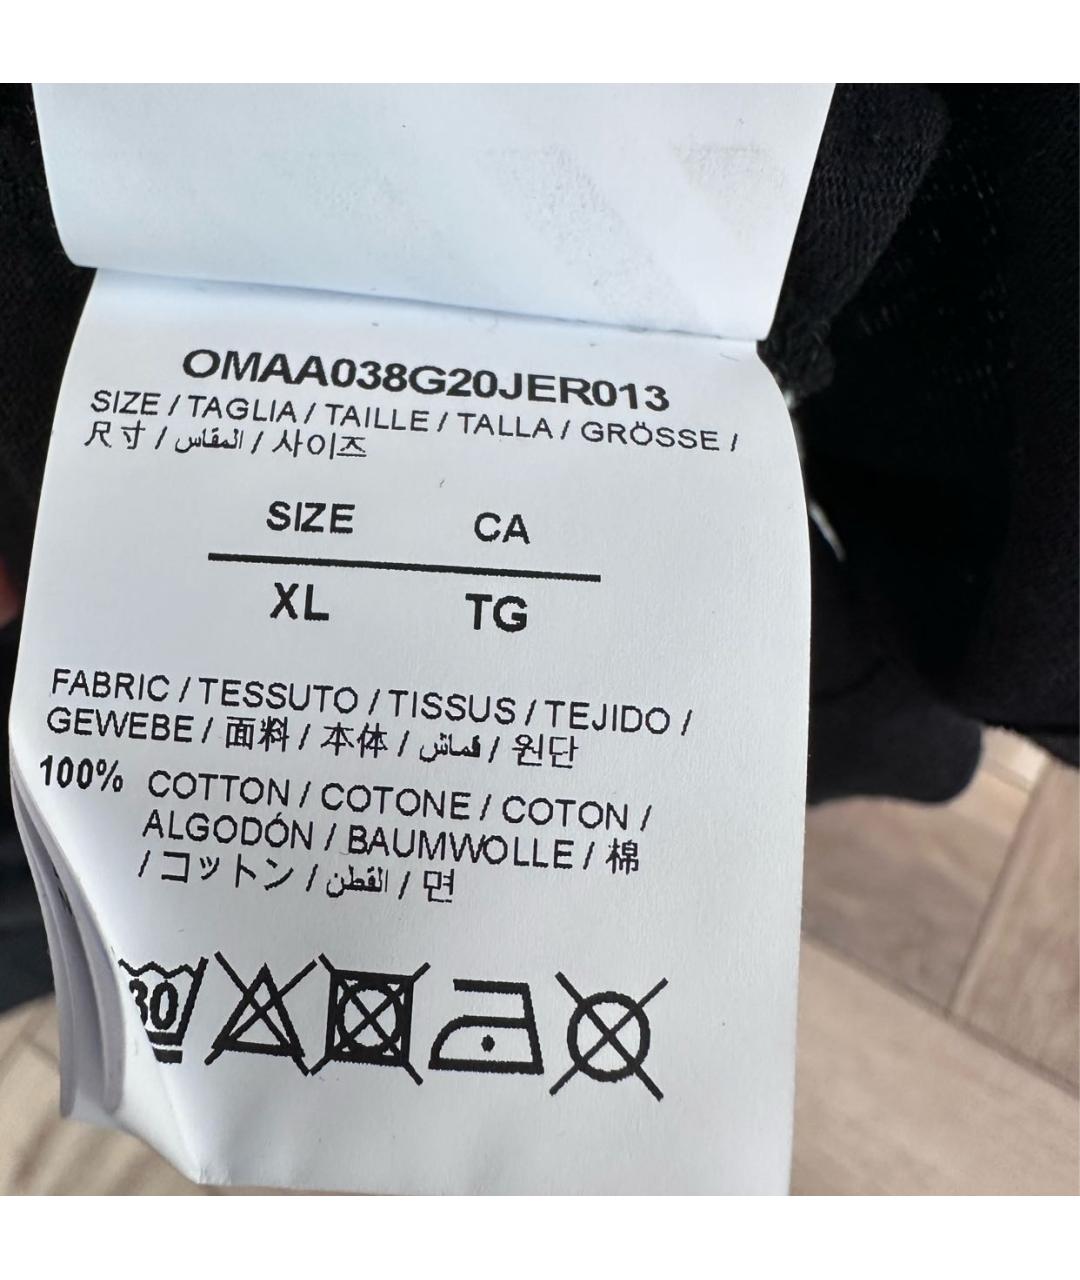 OMAA038G20JER013
SIZE / TAGLIA / TAILLE / TALLA / GRÖSSE /
尺寸 / المقاس / 사이즈
SIZE CA
XL TG
FABRIC / TESSUTO / TISSUS / TEJIDO /
GEWEBE / 面料 / 本体 / قماش / 원단
100% COTTON / COTONE / COTON /
ALGODÓN / BAUMWOLLE / 棉
/ コットン / القطن / 면
30